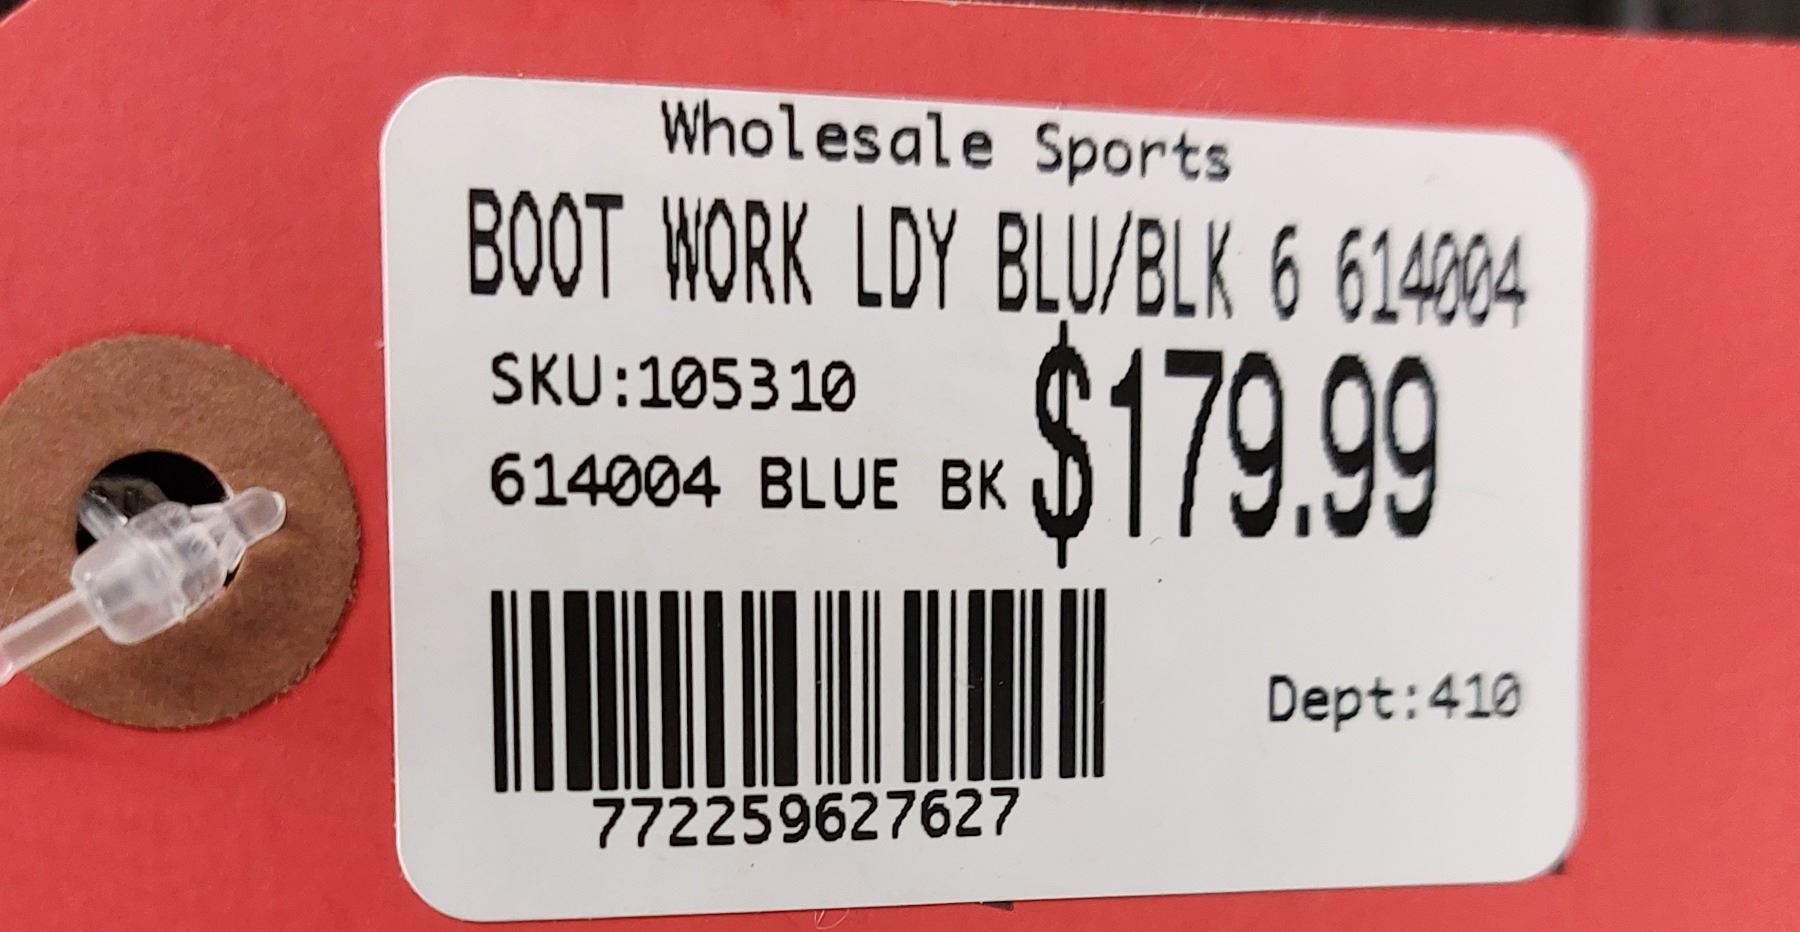 Wholesale Sports
BOOT WORK LDY BLU/BLK 6 614004
SKU:105310
$179.99
614004 BLUE BK
772259627627
Dept:410